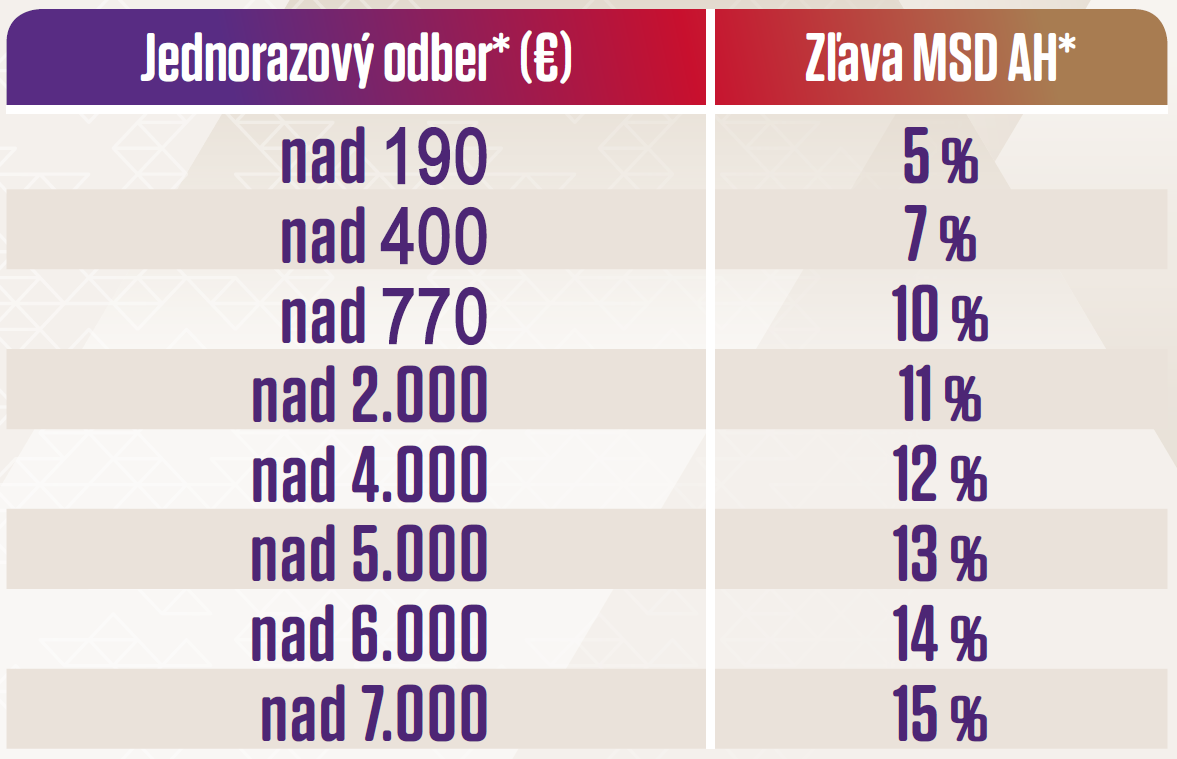 Jednorazový odber* (€) Zľava MSD AH*
nad 190 5 %
nad 400 7 %
nad 770 10 %
nad 2.000 11 %
nad 4.000 12 %
nad 5.000 13 %
nad 6.000 14 %
nad 7.000 15 %